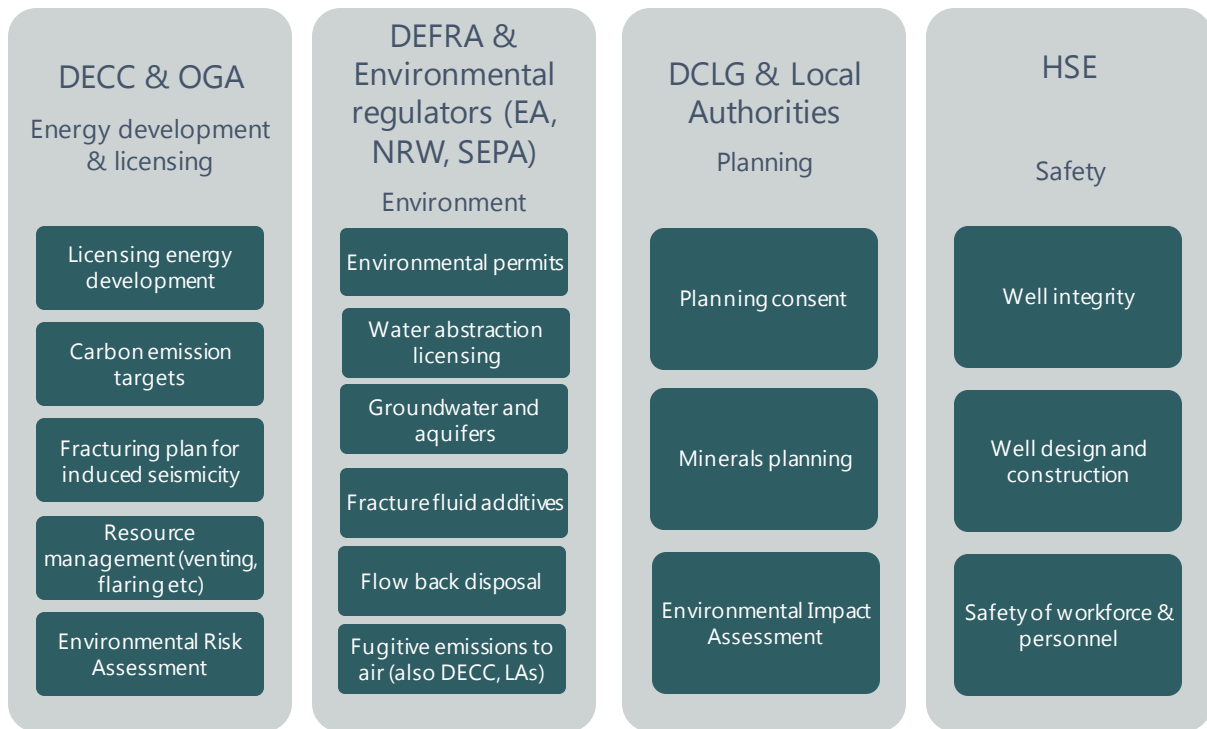 DECC & OGA
Energy development
& licensing
Licensing energy
development
Carbon emission
targets
Fracturing plan for
induced seismicity
Resource
management (venting,
flaring etc)
Environmental Risk
Assessment
DEFRA &
Environmental
regulators (EA,
NRW, SEPA)
Environment
Environmental permits
Water abstraction
licensing
Groundwater and
aquifers
Fracture fluid additives
Flow back disposal
Fugitive emissions to
air (also DECC, LAs)
DCLG & Local
Authorities
Planning
Planning consent
Minerals planning
Environmental Impact
Assessment
HSE
Safety
Well integrity
Well design and
construction
Safety of workforce &
personnel